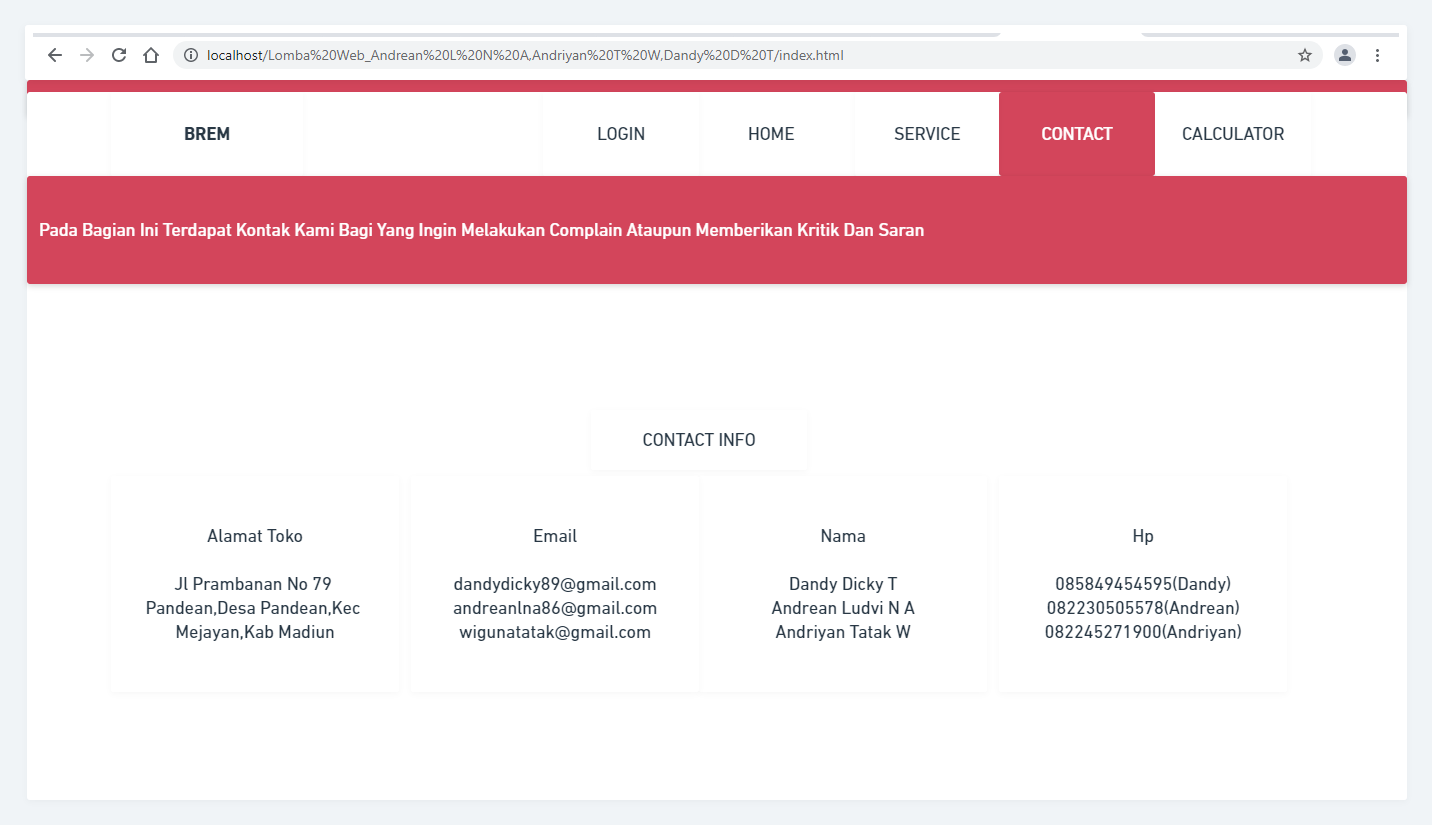 localhost/Lomba%20Web_Andrean%20L%20N%20A,Andriyan%20T%20W,Dandy%20D%20T/index.html
BREM
LOGIN
HOME
SERVICE
CONTACT
CALCULATOR
Pada Bagian Ini Terdapat Kontak Kami Bagi Yang Ingin Melakukan Complain Ataupun Memberikan Kritik Dan Saran
CONTACT INFO
Alamat Toko
Jl Prambanan No 79
Pandean,Desa Pandean,Kec
Mejayan,Kab Madiun
Email
dandydicky89@gmail.com
andreanlna86@gmail.com
wigunatatak@gmail.com
Nama
Dandy Dicky T
Andrean Ludvi N A
Andriyan Tatak W
Hp
085849454595(Dandy)
082230505578(Andrean)
082245271900(Andriyan)